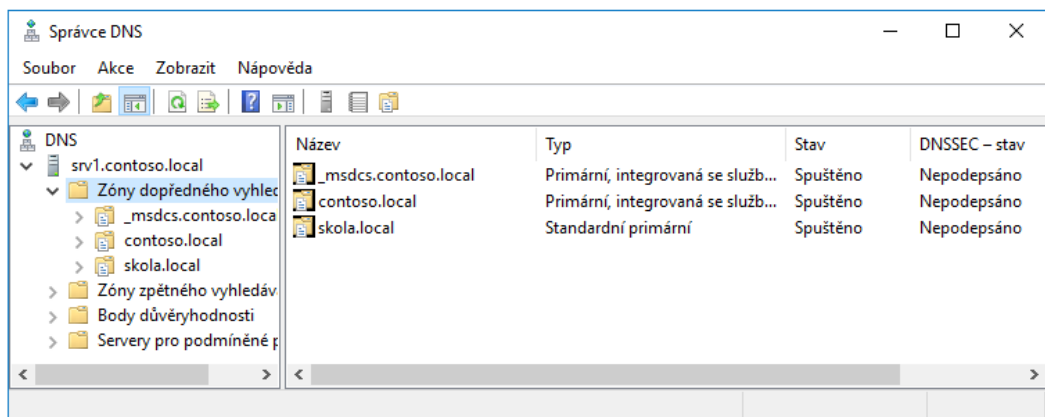 Správce DNS
Soubor Akce Zobrazit Nápověda
DNS
srv1.contoso.local
Zóny dopředného vyhled
_msdcs.contoso.loca
contoso.local
skola.local
Zóny zpětného vyhledáv
Body důvěryhodnosti
Servery pro podmíněné p
Název Typ Stav DNSSEC – stav
_msdcs.contoso.local Primární, integrovaná se služb... Spuštěno Nepodepsáno
contoso.local Primární, integrovaná se služb... Spuštěno Nepodepsáno
skola.local Standardní primární Spuštěno Nepodepsáno